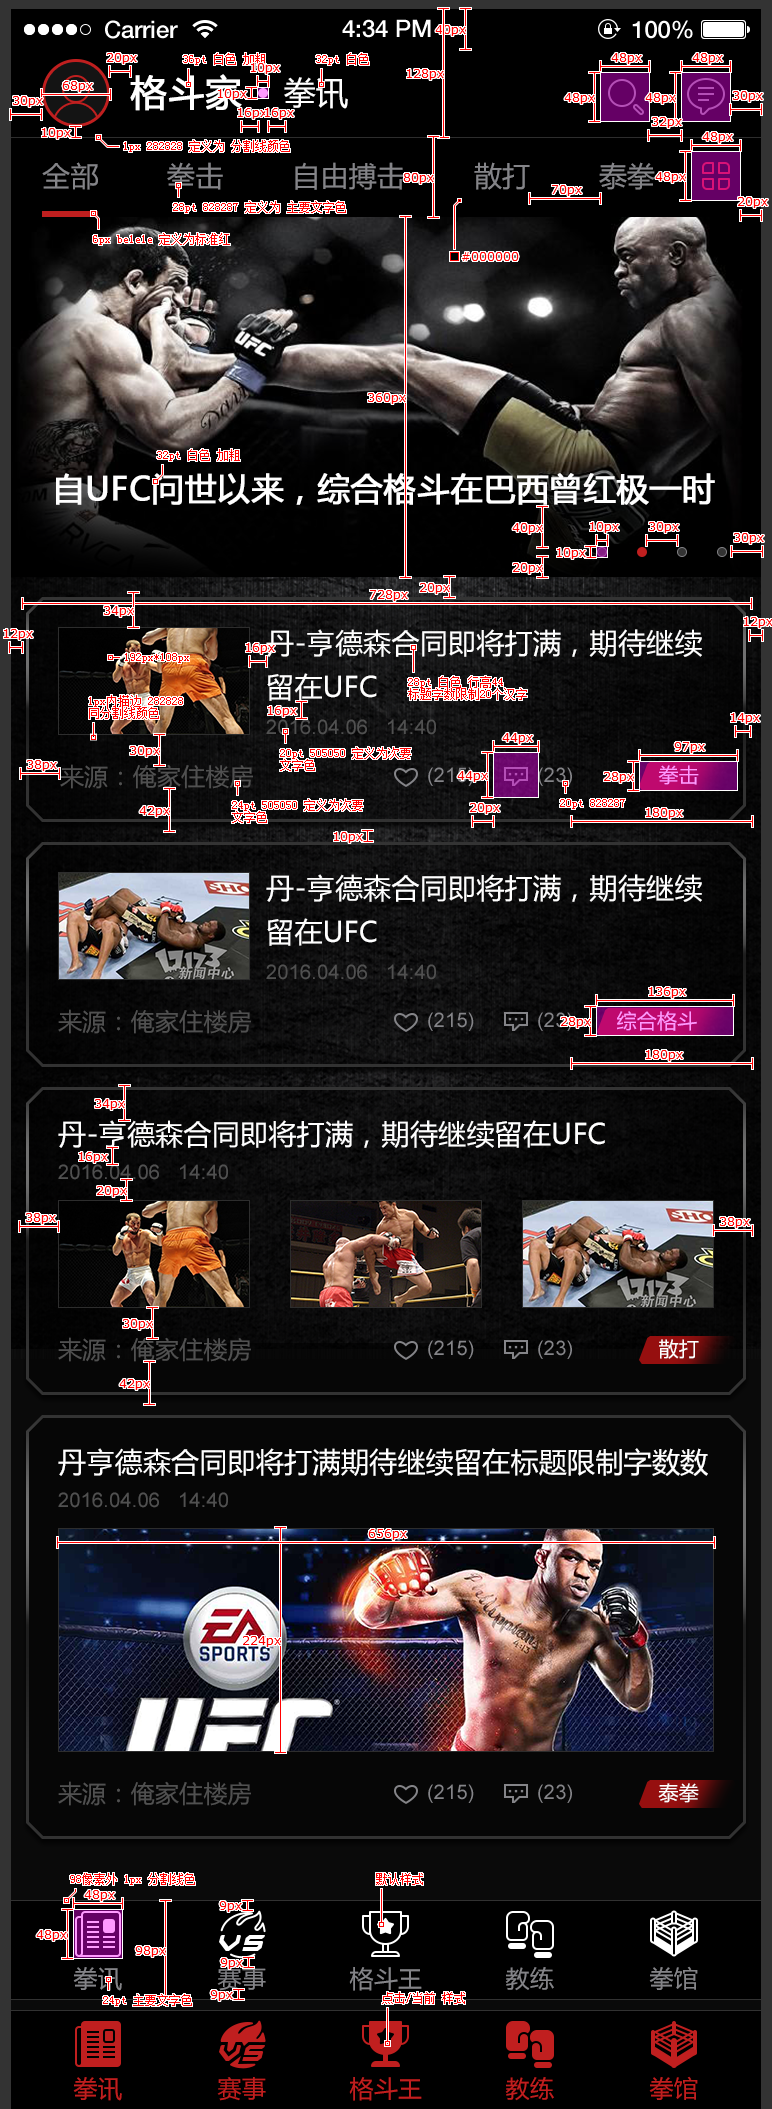 Carrier 4:34 PM 100%
40px
128px
20px 36pt 白色 加粗 32pt 白色 48px 48px
68px 格斗家 10px 10px 拳讯 48px 48px
30px 16px 16px 30px
10px 32px
1px 282828 定义为 分割线颜色 48px
全部 拳击 自由搏击 80px 散打 泰拳 48px
28pt 828287 定义为 主要文字色 70px 20px
6px be1e1e 定义为标准红 #000000
UFC
360px
32pt 白色 加粗
自UFC问世以来，综合格斗在巴西曾红极一时
40px 10px 30px
10px 30px
20px
20px
728px
34px 12px
12px
丹-亨德森合同即将打满，期待继续
192px*108px 16px
留在UFC 28pt 白色 行高44
标题字数限制20个汉字
1px内描边 282828
同分割线颜色 16px
2016.04.06 14:40 14px
30px 20pt 505050 定义为次要
文字色 44px 97px
38px 来源：俺家住楼房 (215) 44px (23) 28px 拳击
42px 24pt 505050 定义为次要
文字色 20px 20pt 828287 180px
10px
丹-亨德森合同即将打满，期待继续
留在UFC
新闻中心 2016.04.06 14:40
136px
来源：俺家住楼房 (215) (23) 28px 综合格斗
180px
34px
丹-亨德森合同即将打满，期待继续留在UFC
16px
2016.04.06 14:40
20px
38px 38px
新闻中心
30px
来源：俺家住楼房 (215) (23) 散打
42px
丹亨德森合同即将打满期待继续留在标题限制字数数
2016.04.06 14:40
656px
EA
SPORTS 224px
UFC
来源：俺家住楼房 (215) (23) 泰拳
98像素外 1px 分割线色 默认样式
48px 9px
48px 98px VS
9px
拳讯 赛事 格斗王 教练 拳馆
24pt 主要文字色 9px 点击/当前 样式
拳讯 赛事 格斗王 教练 拳馆